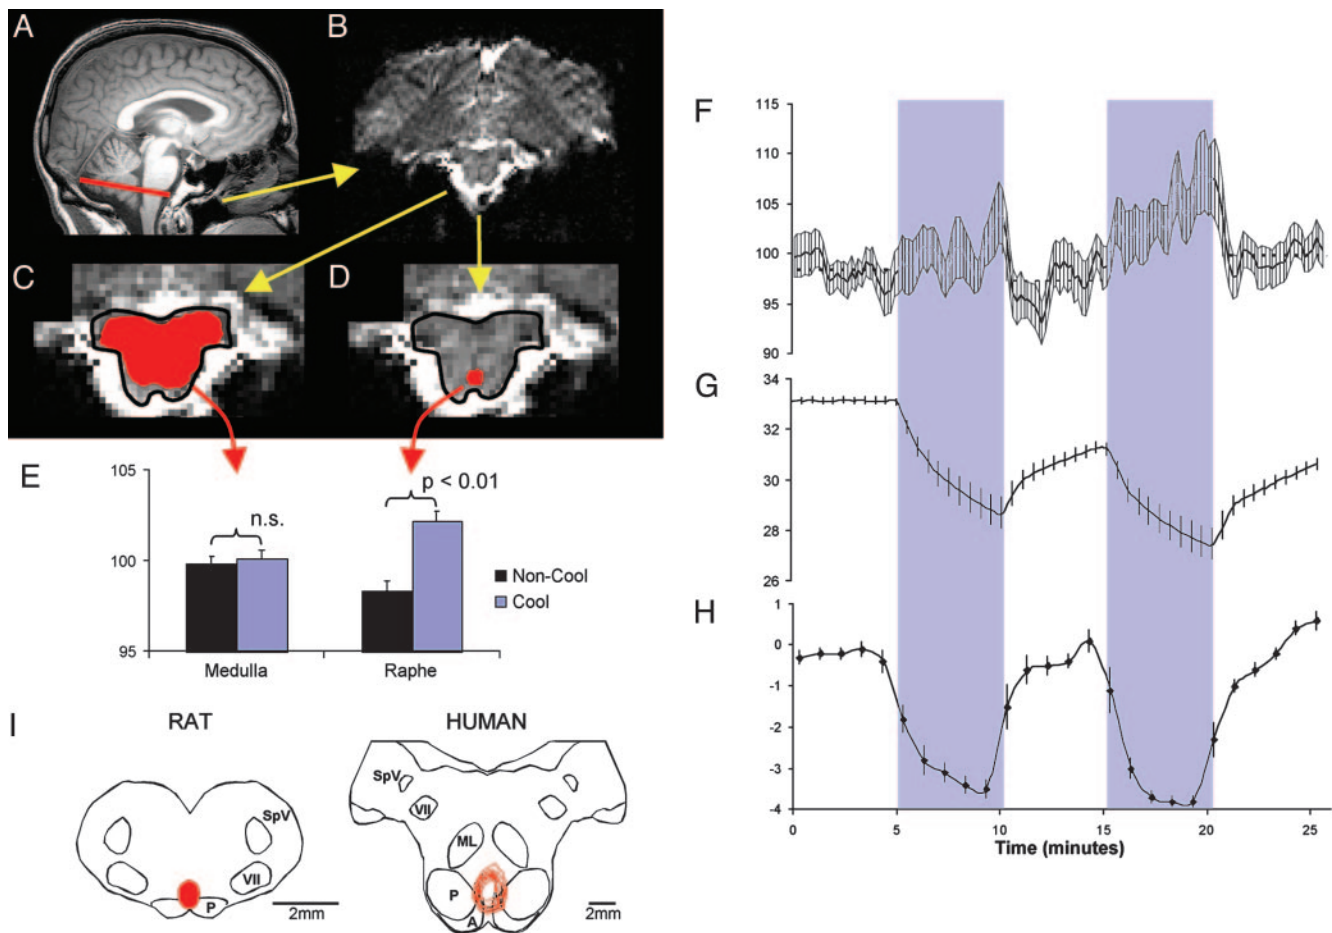 A
B
C
D
E
105
100
95
n.s.
p < 0.01
Non-Cool
Cool
Medulla
Raphe
F
115
110
105
100
95
90
G
34
32
30
28
26
H
1
0
-1
-2
-3
-4
0
5
10
15
20
25
Time (minutes)
I
RAT
SpV
VII
P
2mm
HUMAN
SpV
VII
ML
P
A
2mm